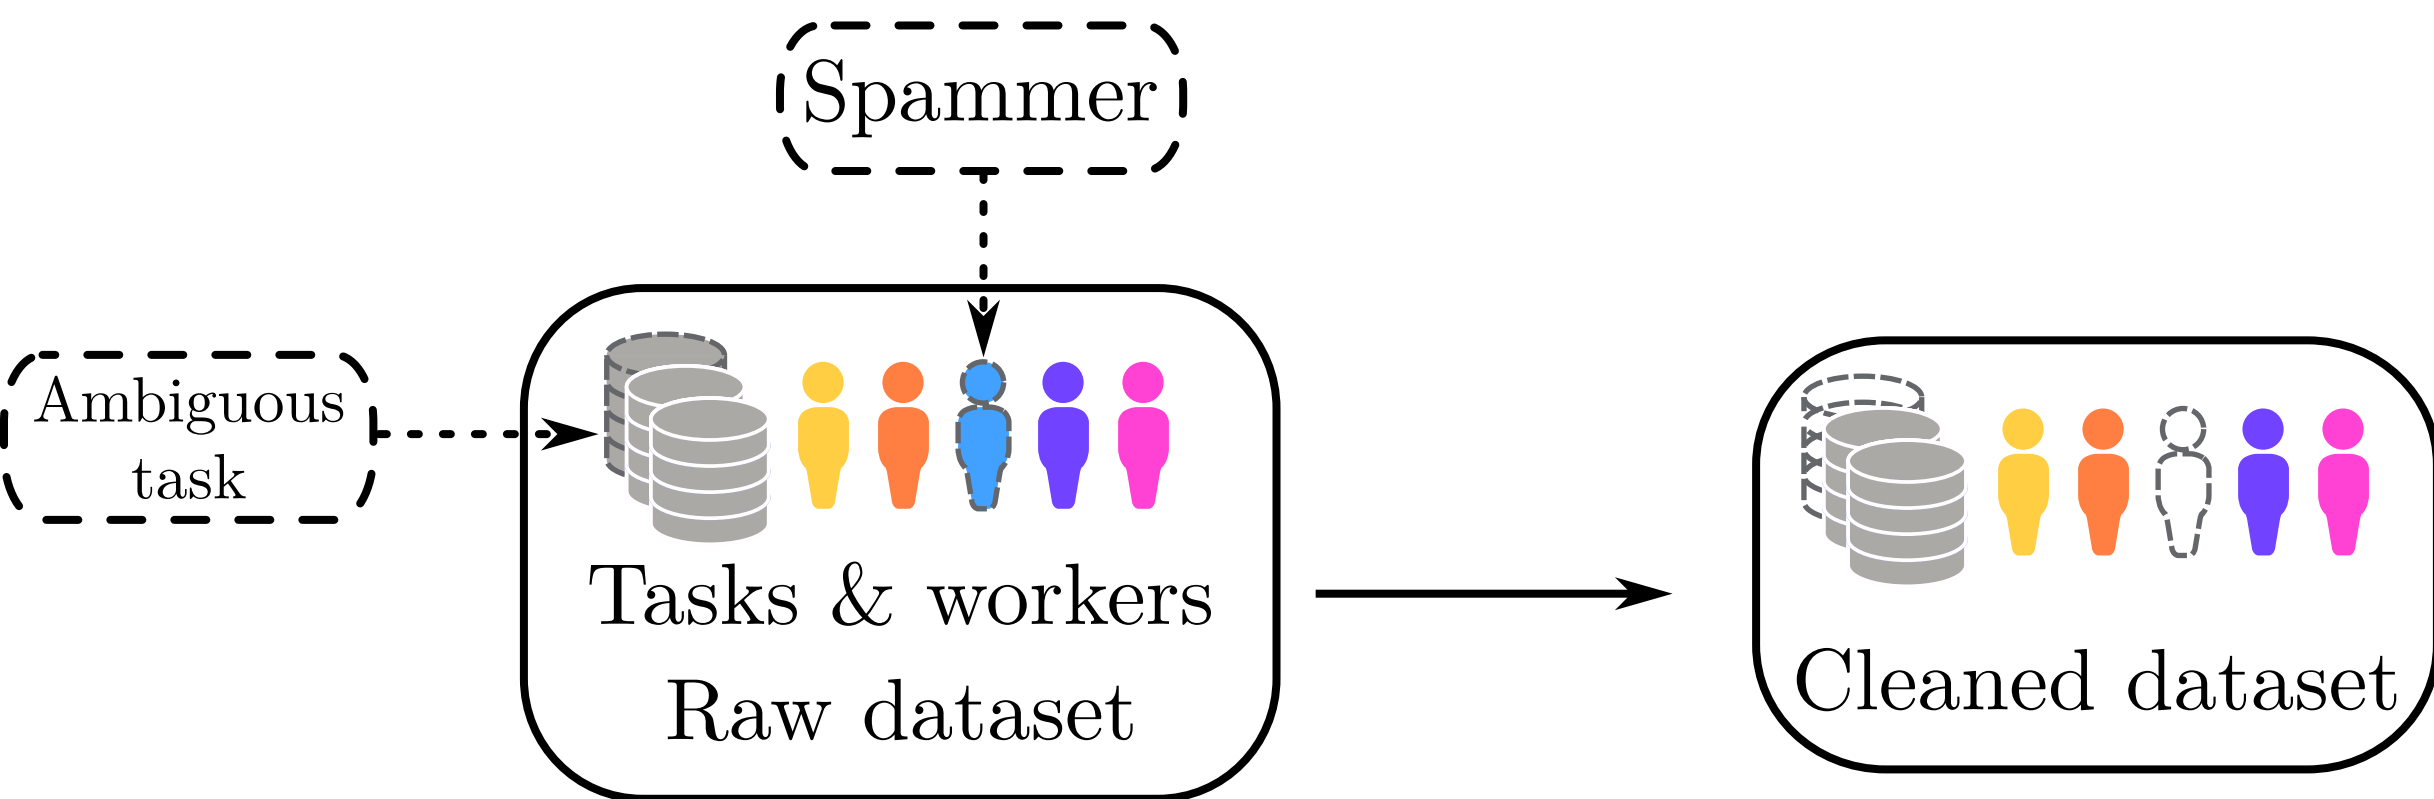 Spammer
Ambiguous
task
Tasks & workers
Raw dataset
Cleaned dataset